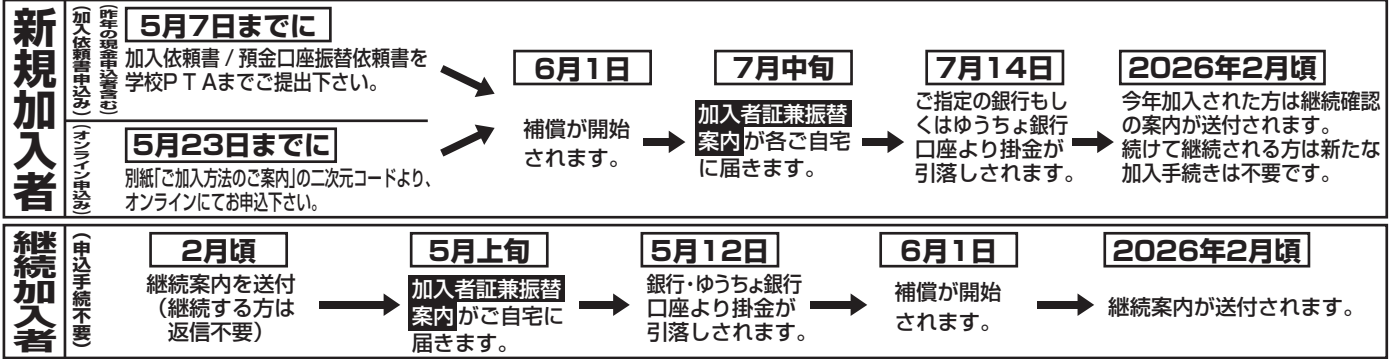 新規加入者
(昨年の現金申込者含む)
(加入依頼書申込み)
5月7日までに
加入依頼書 / 預金口座振替依頼書を
学校PTAまでご提出下さい。
(オンライン申込み)
5月23日までに
別紙「ご加入方法のご案内」の二次元コードより、
オンラインにてお申込下さい。
6月1日
補償が開始
されます。
7月中旬
加入者証兼振替
案内が各ご自宅
に届きます。
7月14日
ご指定の銀行もし
くはゆうちょ銀行
口座より掛金が
引落しされます。
2026年2月頃
今年加入された方は継続確認
の案内が送付されます。
続けて継続される方は新たな
加入手続きは不要です。
継続加入者
(申込手続不要)
2月頃
継続案内を送付
(継続する方は
返信不要)
5月上旬
加入者証兼振替
案内がご自宅に
届きます。
5月12日
銀行・ゆうちょ銀行
口座より掛金が
引落しされます。
6月1日
補償が開始
されます。
2026年2月頃
継続案内が送付されます。